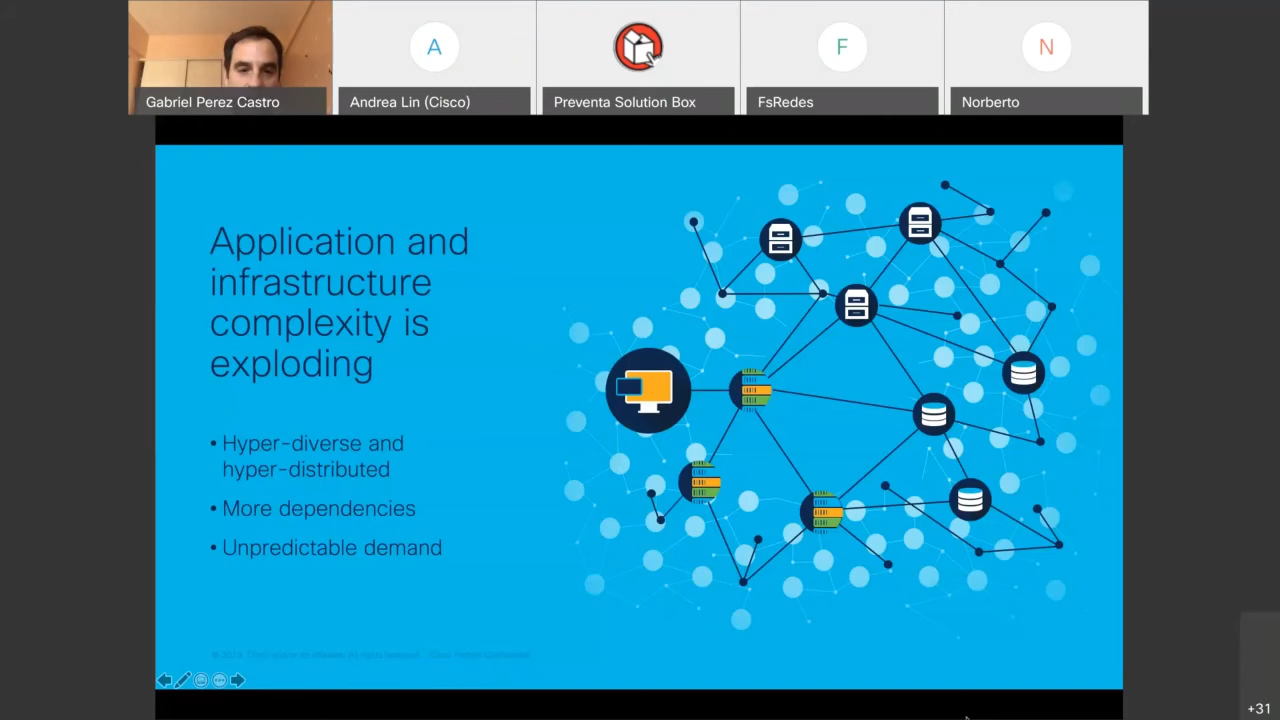 A
F
N
Gabriel Perez Castro
Andrea Lin (Cisco)
Preventa Solution Box
FsRedes
Norberto
Application and
infrastructure
complexity is
exploding
• Hyper-diverse and
hyper-distributed
• More dependencies
• Unpredictable demand
+31